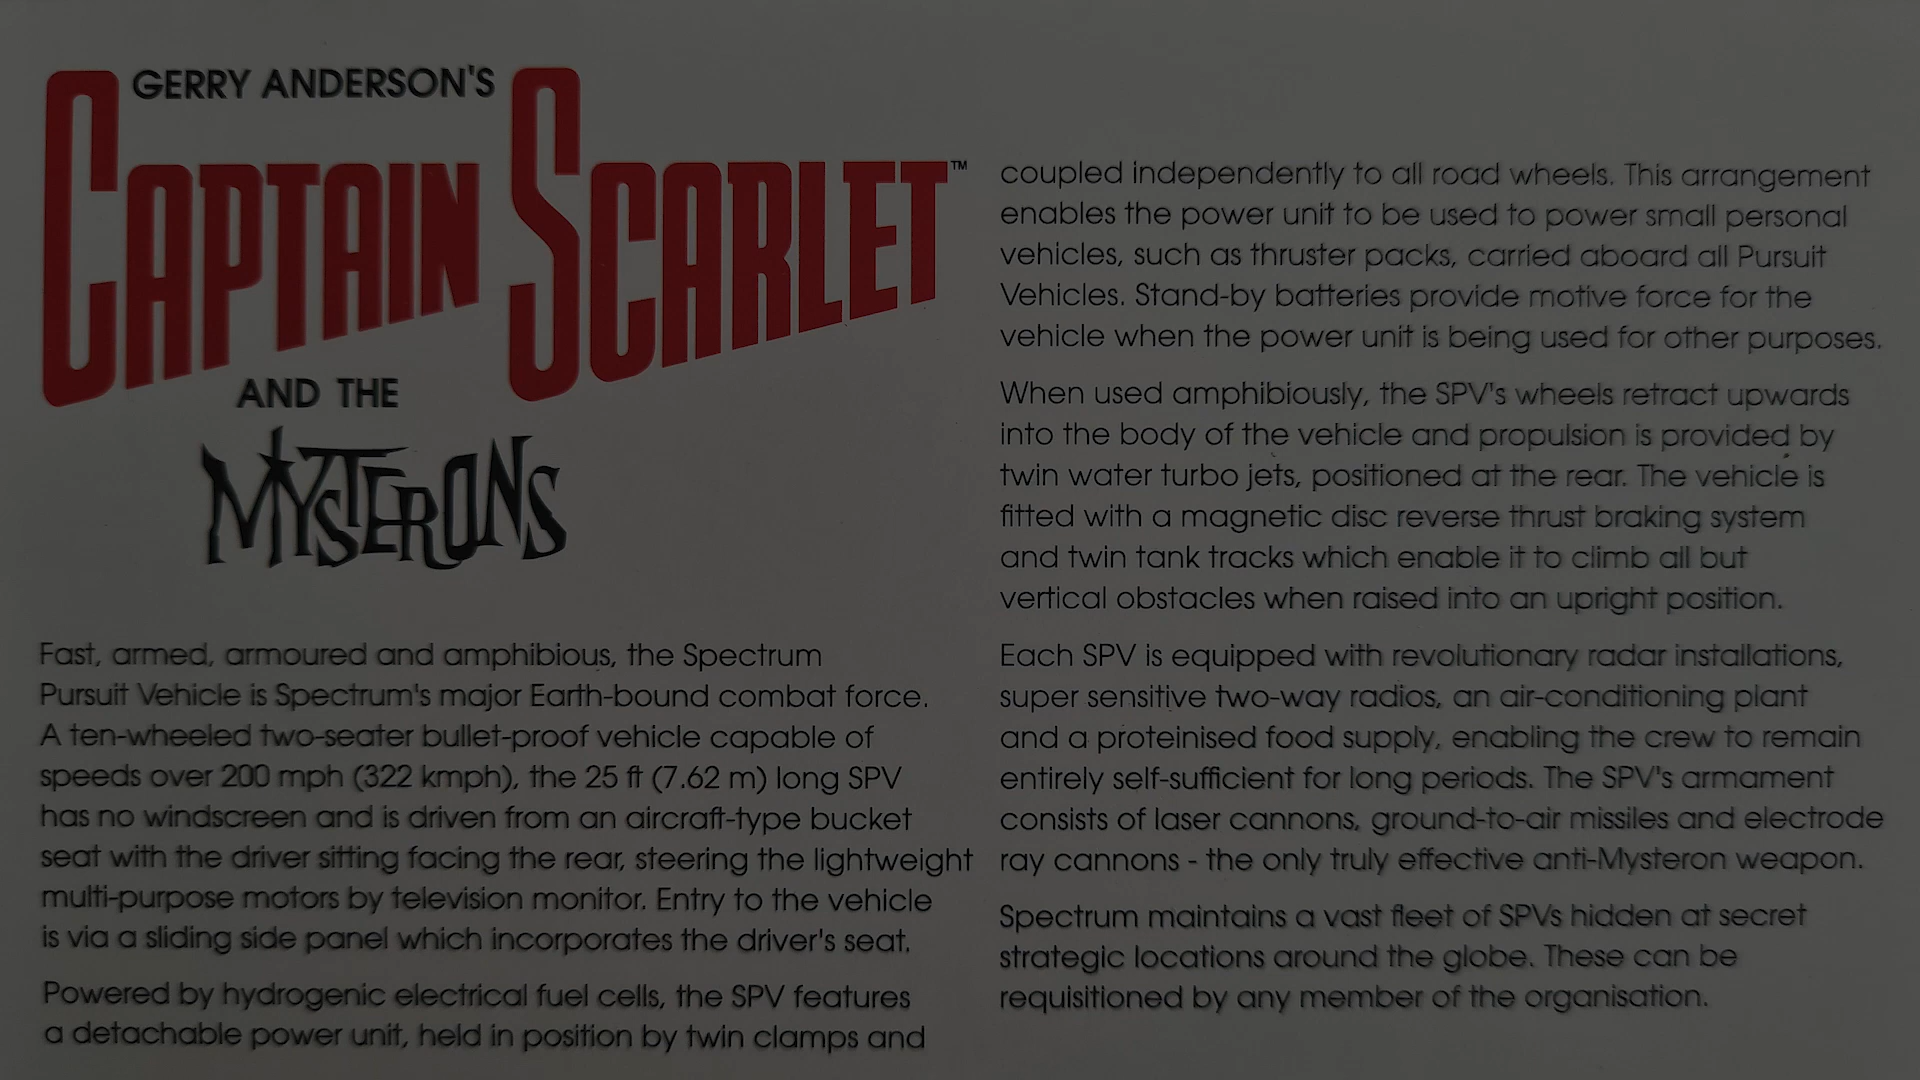 GERRY ANDERSON'S
CAPTAIN SCARLET™
AND THE
MYSTERONS
Fast, armed, armoured and amphibious, the Spectrum
Pursuit Vehicle is Spectrum's major Earth-bound combat force.
A ten-wheeled two-seater bullet-proof vehicle capable of
speeds over 200 mph (322 kmph), the 25 ft (7.62 m) long SPV
has no windscreen and is driven from an aircraft-type bucket
seat with the driver sitting facing the rear, steering the lightweight
multi-purpose motors by television monitor. Entry to the vehicle
is via a sliding side panel which incorporates the driver's seat.
Powered by hydrogenic electrical fuel cells, the SPV features
a detachable power unit, held in position by twin clamps and
coupled independently to all road wheels. This arrangement
enables the power unit to be used to power small personal
vehicles, such as thruster packs, carried aboard all Pursuit
Vehicles. Stand-by batteries provide motive force for the
vehicle when the power unit is being used for other purposes.
When used amphibiously, the SPV's wheels retract upwards
into the body of the vehicle and propulsion is provided by
twin water turbo jets, positioned at the rear. The vehicle is
fitted with a magnetic disc reverse thrust braking system
and twin tank tracks which enable it to climb all but
vertical obstacles when raised into an upright position.
Each SPV is equipped with revolutionary radar installations,
super sensitive two-way radios, an air-conditioning plant
and a proteinised food supply, enabling the crew to remain
entirely self-sufficient for long periods. The SPV's armament
consists of laser cannons, ground-to-air missiles and electrode
ray cannons - the only truly effective anti-Mysteron weapon.
Spectrum maintains a vast fleet of SPVs hidden at secret
strategic locations around the globe. These can be
requisitioned by any member of the organisation.